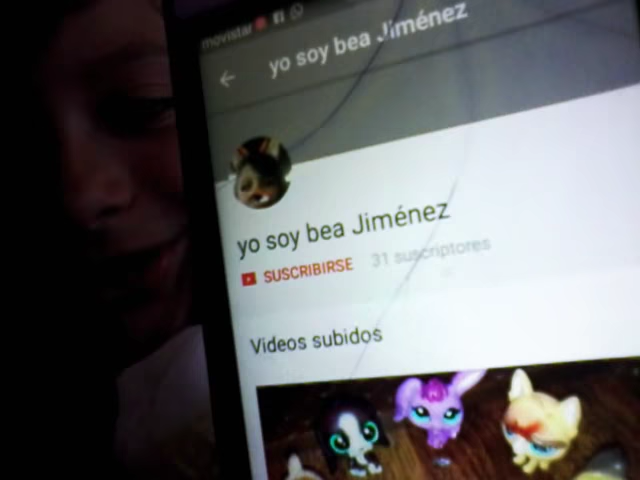 movistar
yo soy bea Jiménez
yo soy bea Jiménez
SUSCRIBIRSE 31 suscriptores
Videos subidos